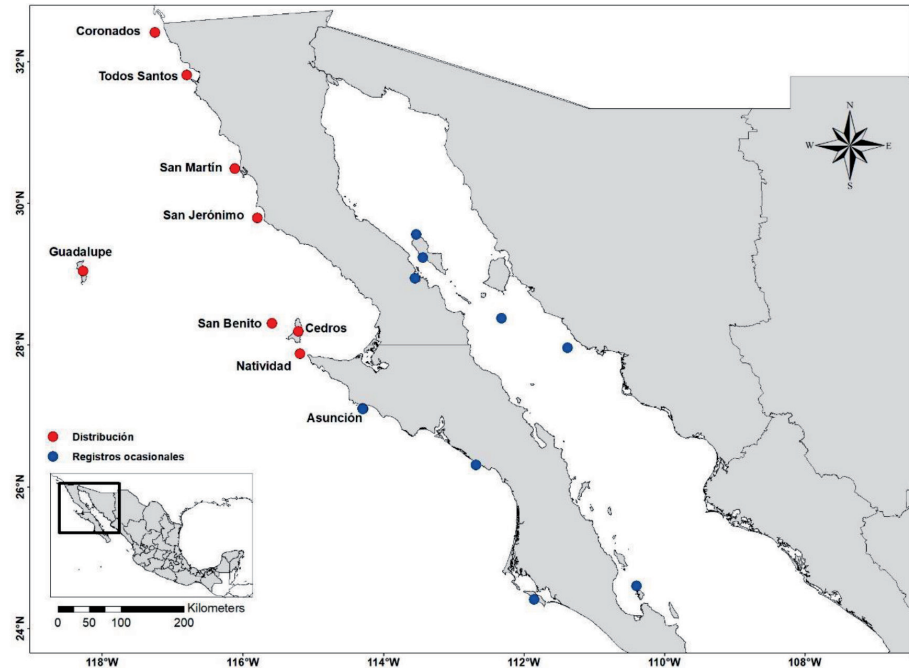 Coronados
Todos Santos
San Martín
San Jerónimo
Guadalupe
San Benito
Cedros
Natividad
Asunción
N
W
E
S
Distribución
Registros ocasionales
Kilometers
0 50 100 200
32°N
30°N
28°N
26°N
24°N
118°W 116°W 114°W 112°W 110°W 108°W